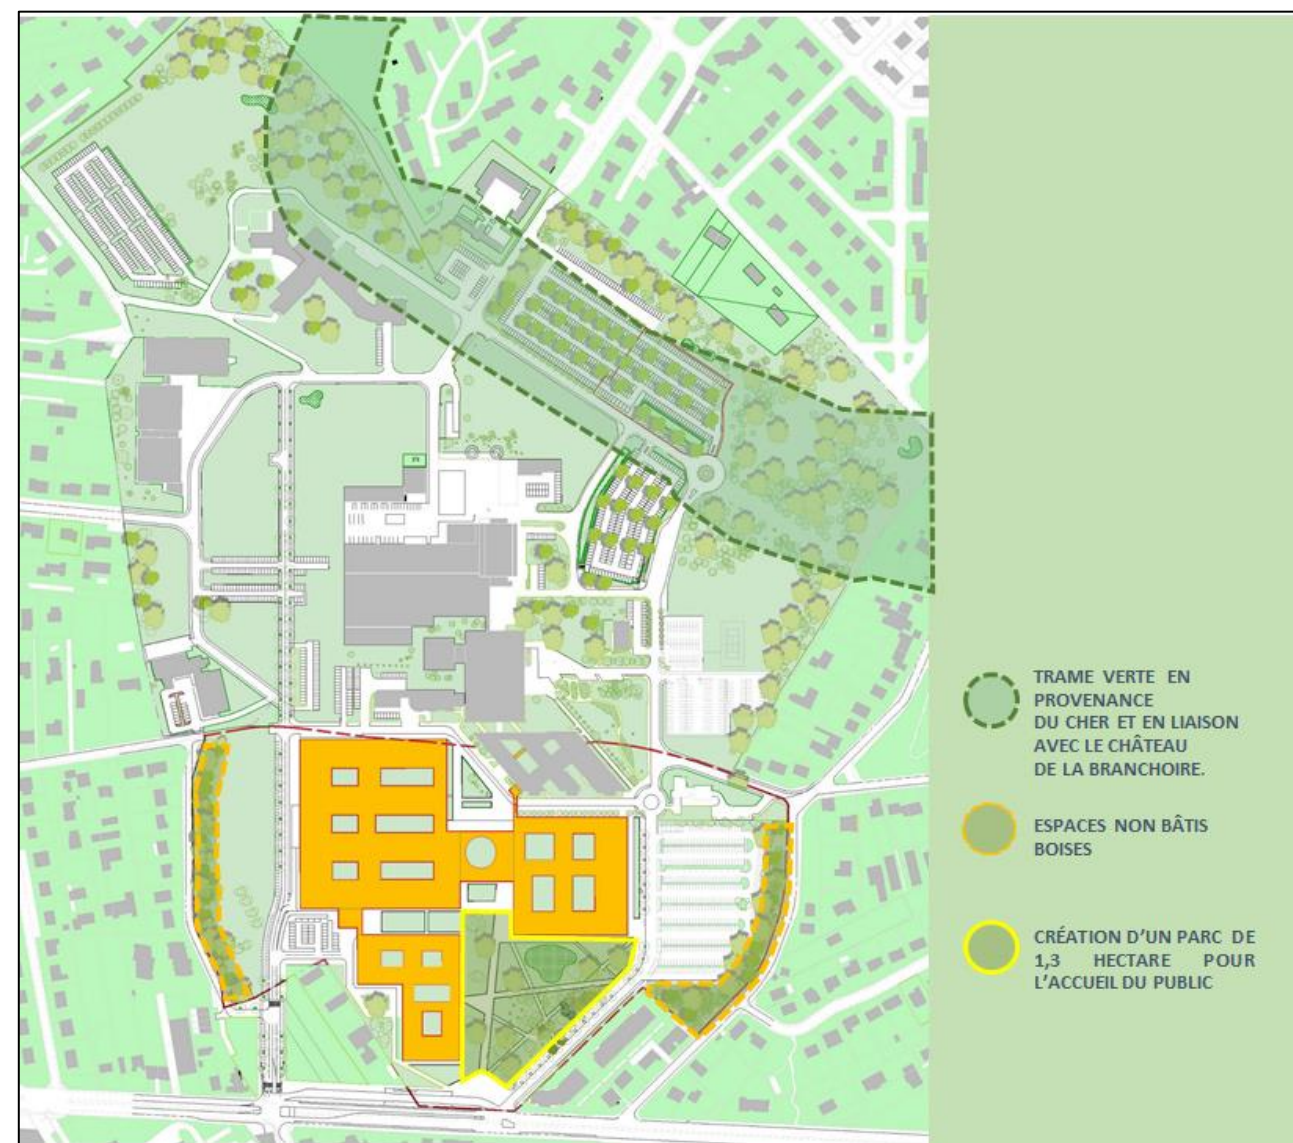 TRAME VERTE EN
PROVENANCE
DU CHER ET EN LIAISON
AVEC LE CHÂTEAU
DE LA BRANCHOIRE.
ESPACES NON BÂTIS
BOISES
CRÉATION D'UN PARC DE
1,3 HECTARE POUR
L'ACCUEIL DU PUBLIC